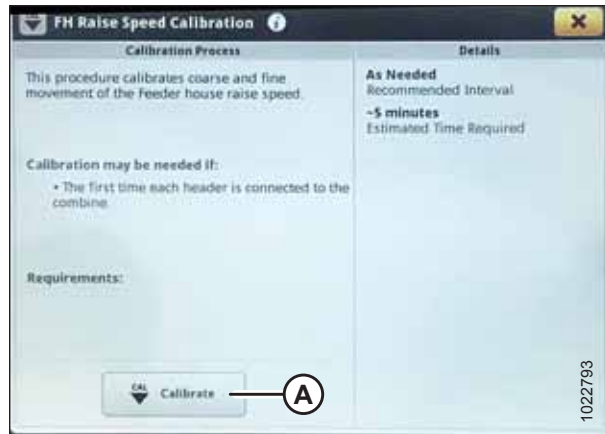 FH Raise Speed Calibration i
Calibration Process
Details
This procedure calibrates coarse and fine
movement of the Feeder house raise speed.
Calibration may be needed if:
• The first time each header is connected to the
combine
Requirements:
As Needed
Recommended Interval
~5 minutes
Estimated Time Required
CAL
Calibrate
A
1022793